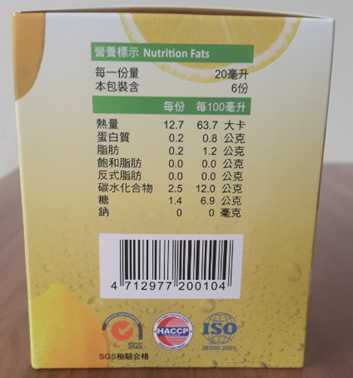 營養標示 Nutrition Fats
每一份量 20毫升
本包裝含 6份
每份 每100毫升
熱量 12.7 63.7 大卡
蛋白質 0.2 0.8 公克
脂肪 0.2 1.2 公克
飽和脂肪 0.0 0.0 公克
反式脂肪 0.0 0.0 公克
碳水化合物 2.5 12.0 公克
糖 1.4 6.9 公克
鈉 0 0 毫克
4 712977 200104
SGS HACCP ISO
SGS檢驗合格